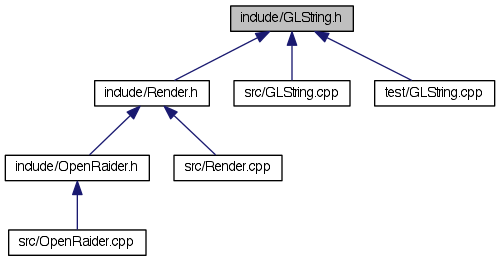 include/GLString.h
include/Render.h
src/GLString.cpp
test/GLString.cpp
include/OpenRaider.h
src/Render.cpp
src/OpenRaider.cpp